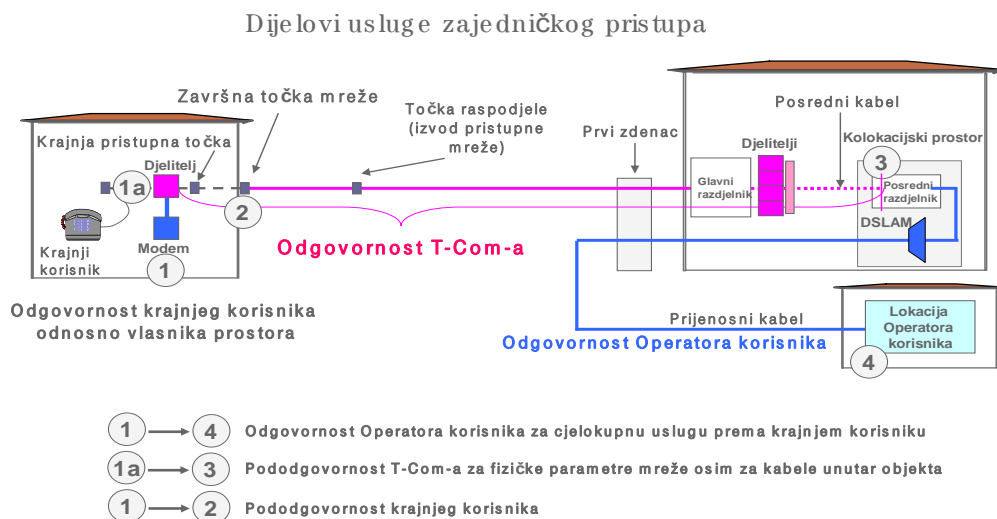 Dijelovi usluge zajedničkog pristupa
Završna točka mreže
Krajnja pristupna točka
Djelitelj
1a
Krajnji
korisnik
Modem
1
2
Točka raspodjele
(izvod pristupne
mreže)
Prvi zdenac
Odgovornost T-Com-a
Odgovornost krajnjeg korisnika
odnosno vlasnika prostora
Posredni kabel
Djelitelji
Kolokacijski prostor
3
Glavni
razdjelnik
Posredni
razdjelnik
DSLAM
Prijenosni kabel
Odgovornost Operatora korisnika
Lokacija
Operatora
korisnika
4
1 4 Odgovornost Operatora korisnika za cjelokupnu uslugu prema krajnjem korisniku
1a 3 Pododgovornost T-Com-a za fizičke parametre mreže osim za kabele unutar objekta
1 2 Pododgovornost krajnjeg korisnika